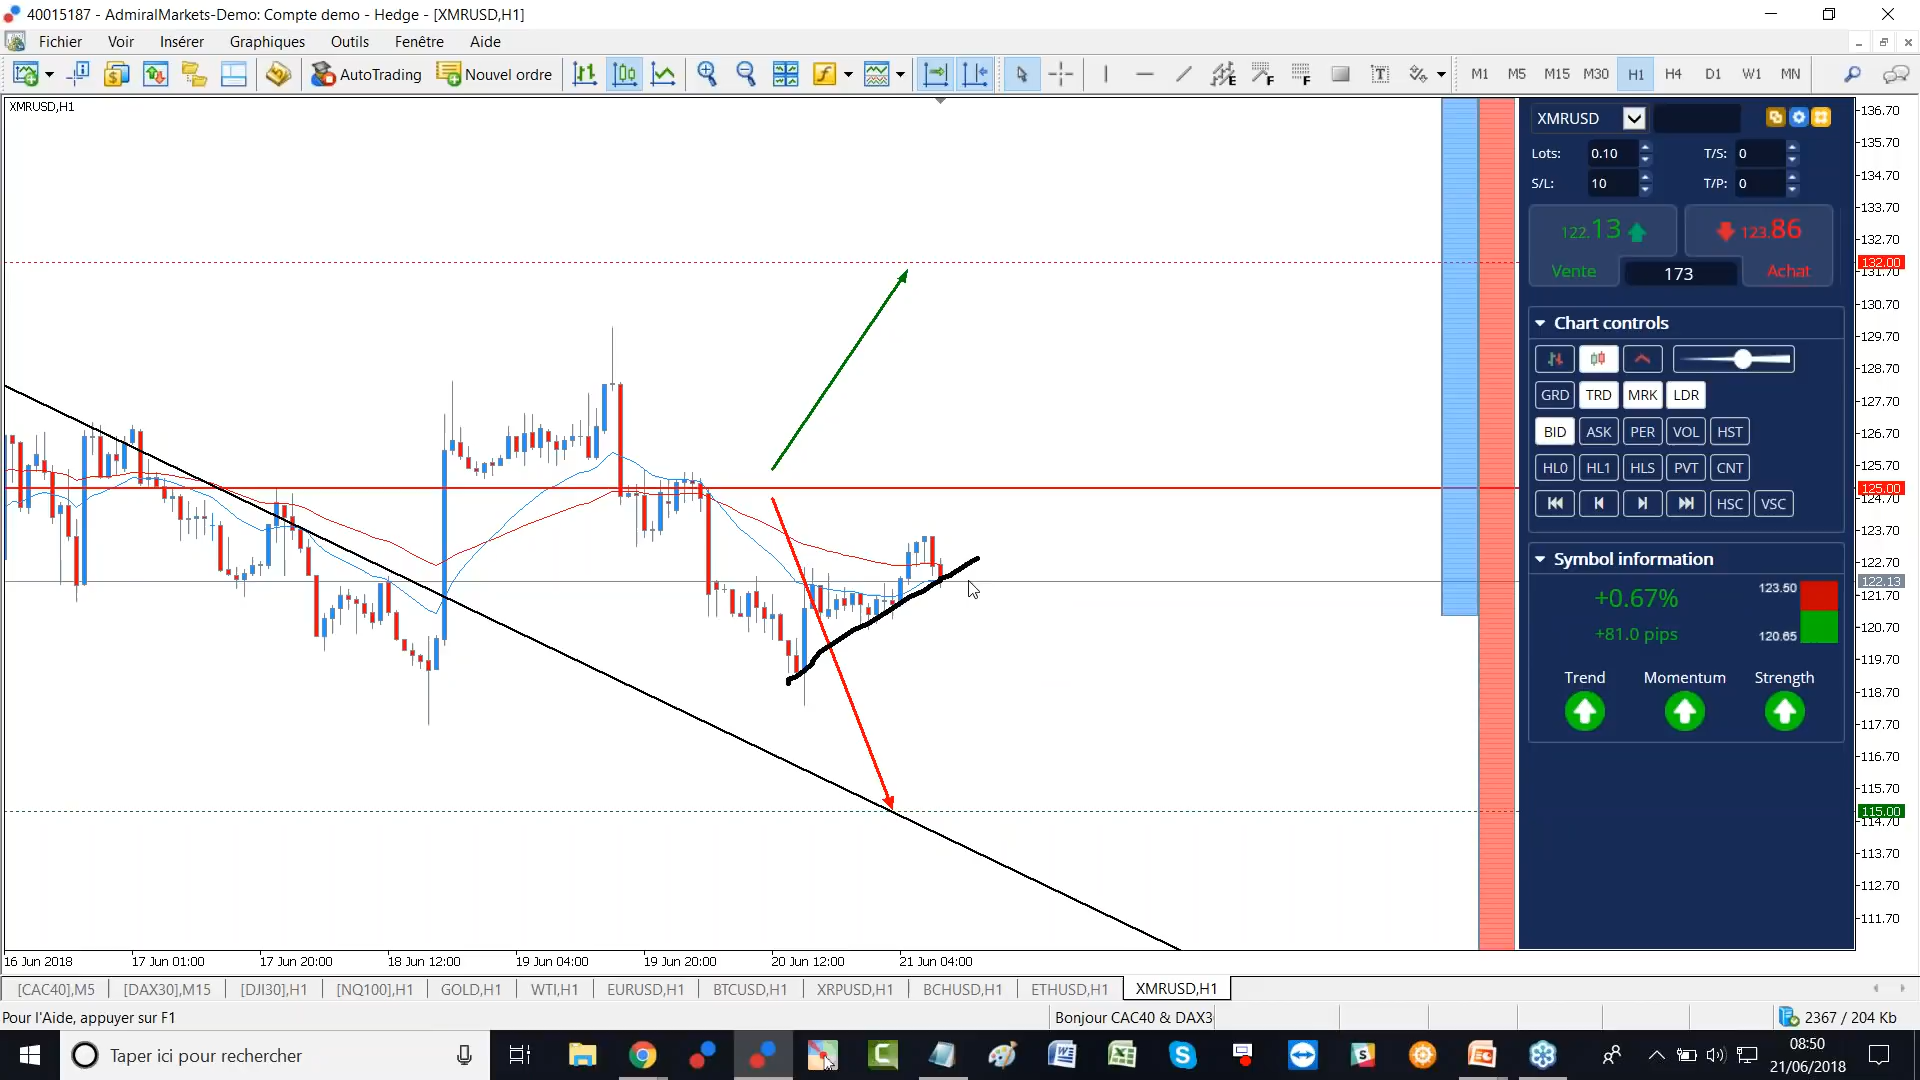 40015187 - AdmiralMarkets-Demo: Compte demo - Hedge - [XMRUSD,H1]
Fichier Voir Insérer Graphiques Outils Fenêtre Aide
AutoTrading Nouvel ordre E F F T M1 M5 M15 M30 H1 H4 D1 W1 MN
XMRUSD,H1
XMRUSD
Lots: 0.10 T/S: 0
S/L: 10 T/P: 0
122.13 123.86
Vente 173 Achat
Chart controls
GRD TRD MRK LDR
BID ASK PER VOL HST
HL0 HL1 HLS PVT CNT
HSC VSC
Symbol information
+0.67% 123.50
+81.0 pips 120.65
Trend Momentum Strength
136.70
135.70
134.70
133.70
132.70
132.00
131.70
130.70
129.70
128.70
127.70
126.70
125.70
125.00
124.70
123.70
122.70
122.13
121.70
120.70
119.70
118.70
117.70
116.70
115.70
115.00
114.70
113.70
112.70
111.70
16 Jun 2018 17 Jun 01:00 17 Jun 20:00 18 Jun 12:00 19 Jun 04:00 19 Jun 20:00 20 Jun 12:00 21 Jun 04:00
[CAC40],M5 [DAX30],M15 [DJI30],H1 [NQ100],H1 GOLD,H1 WTI,H1 EURUSD,H1 BTCUSD,H1 XRPUSD,H1 BCHUSD,H1 ETHUSD,H1 XMRUSD,H1
Pour l'Aide, appuyer sur F1 Bonjour CAC40 & DAX3 2367 / 204 Kb
Taper ici pour rechercher
08:50
21/06/2018